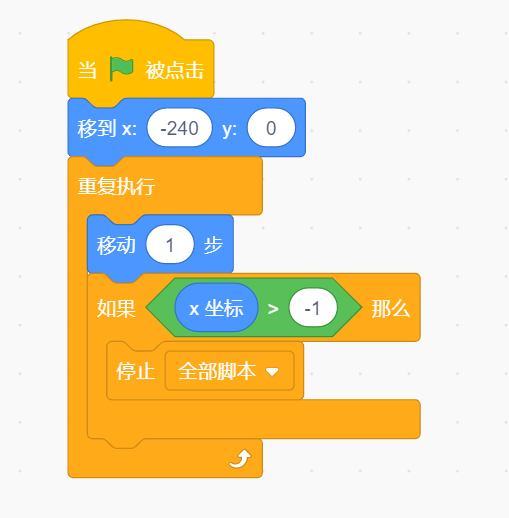 当 被点击
移到 x: -240 y: 0
重复执行
移动 1 步
如果 x 坐标 > -1 那么
停止 全部脚本